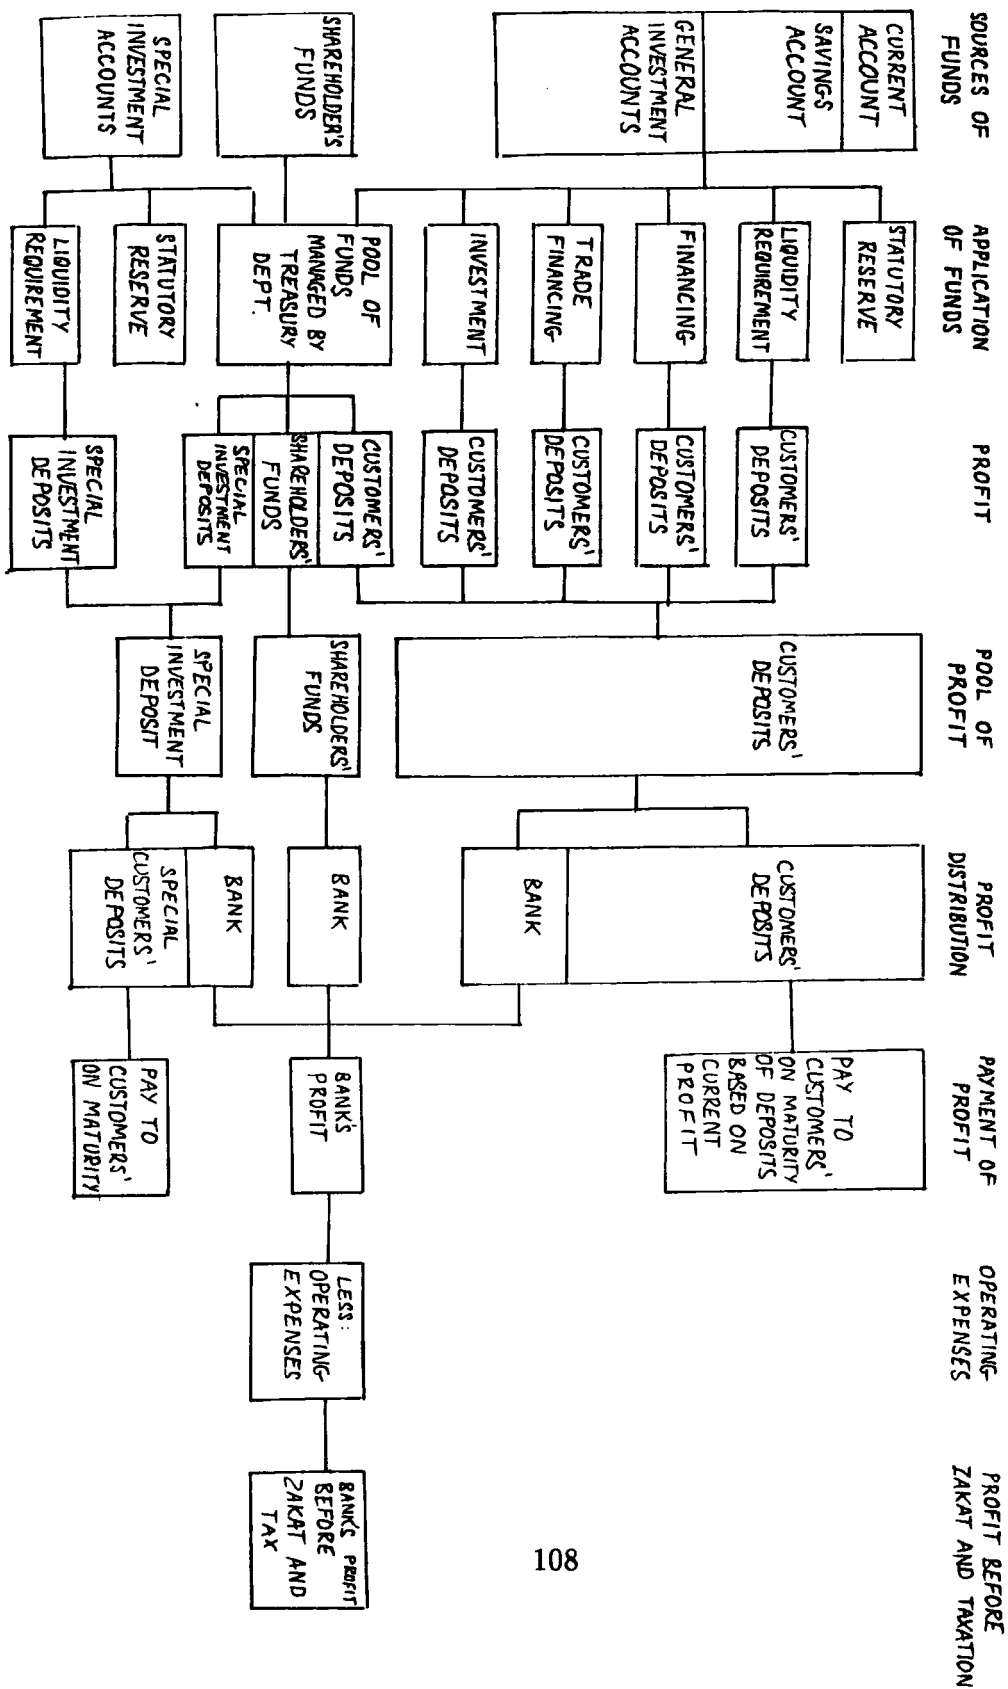 SOURCES OF
FUNDS
APPLICATION
OF FUNDS
PROFIT
POOL OF
PROFIT
PROFIT
DISTRIBUTION
PAYMENT OF
PROFIT
OPERATING
EXPENSES
PROFIT BEFORE
ZAKAT AND TAXATION
CURRENT
ACCOUNT
SAVINGS
ACCOUNT
GENERAL
INVESTMENT
ACCOUNTS
SHAREHOLDER'S
FUNDS
SPECIAL
INVESTMENT
ACCOUNTS
STATUTORY
RESERVE
LIQUIDITY
REQUIREMENT
FINANCING
TRADE
FINANCING
INVESTMENT
POOL OF
FUNDS
MANAGED BY
TREASURY
DEPT.
STATUTORY
RESERVE
LIQUIDITY
REQUIREMENT
CUSTOMERS'
DEPOSITS
CUSTOMERS'
DEPOSITS
CUSTOMERS'
DEPOSITS
CUSTOMERS'
DEPOSITS
CUSTOMERS'
DEPOSITS
SHAREHOLDERS'
FUNDS
SPECIAL
INVESTMENT
DEPOSITS
SPECIAL
INVESTMENT
DEPOSITS
CUSTOMERS'
DEPOSITS
SHAREHOLDERS'
FUNDS
SPECIAL
INVESTMENT
DEPOSIT
CUSTOMERS'
DEPOSITS
BANK
BANK
BANK
SPECIAL
CUSTOMERS'
DEPOSITS
PAY TO
CUSTOMERS'
ON MATURITY
OF DEPOSITS
BASED ON
CURRENT
PROFIT
BANK'S
PROFIT
PAY TO
CUSTOMERS'
ON MATURITY
LESS:
OPERATING
EXPENSES
BANK'S PROFIT
BEFORE
ZAKAT AND
TAX
108